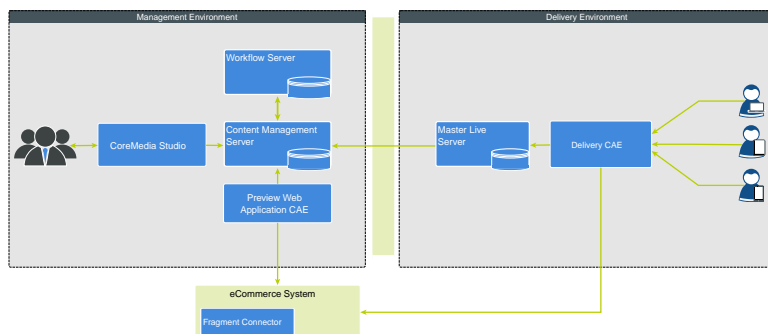 Management Environment
Delivery Environment
Workflow Server
CoreMedia Studio
Content Management
Server
Master Live
Server
Delivery CAE
Preview Web
Application CAE
eCommerce System
Fragment Connector